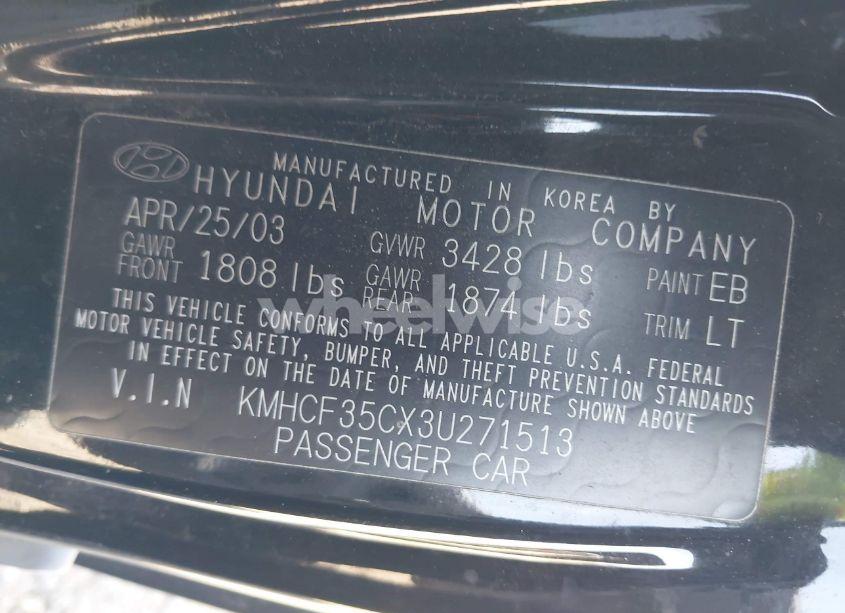 MANUFACTURED IN KOREA BY
HYUNDAI MOTOR COMPANY
APR/25/03 GVWR 3428 lbs PAINT EB
GAWR FRONT 1808 lbs GAWR REAR 1874 lbs TRIM LT
THIS VEHICLE CONFORMS TO ALL APPLICABLE U.S.A. FEDERAL
MOTOR VEHICLE SAFETY, BUMPER, AND THEFT PREVENTION STANDARDS
IN EFFECT ON THE DATE OF MANUFACTURE SHOWN ABOVE
V.I.N KMHCF35CX3U271513
PASSENGER CAR
wheelwise